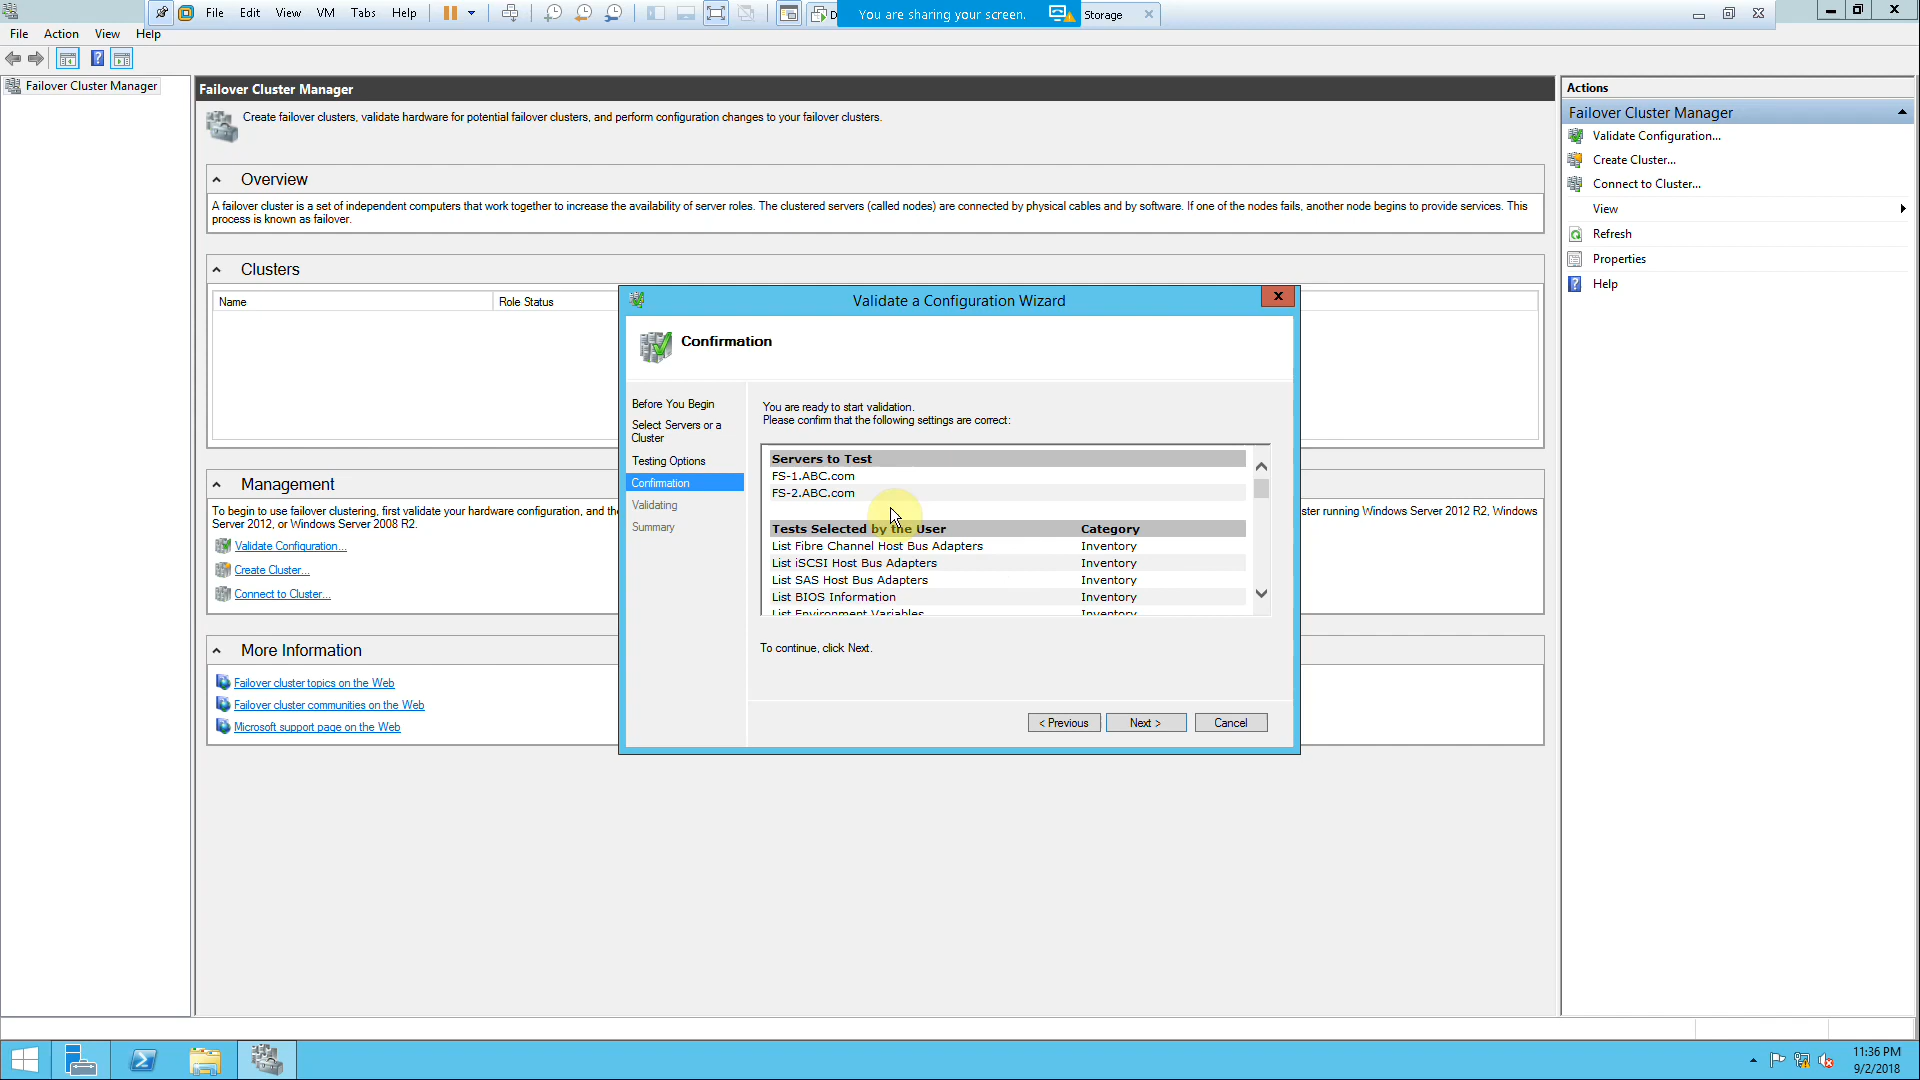 File Edit View VM Tabs Help
You are sharing your screen.
Storage
File Action View Help
Failover Cluster Manager
Failover Cluster Manager
Create failover clusters, validate hardware for potential failover clusters, and perform configuration changes to your failover clusters.
Overview
A failover cluster is a set of independent computers that work together to increase the availability of server roles. The clustered servers (called nodes) are connected by physical cables and by software. If one of the nodes fails, another node begins to provide services. This
process is known as failover.
Clusters
Name Role Status
Management
To begin to use failover clustering, first validate your hardware configuration, and
ster running Windows Server 2012 R2, Windows
Server 2012, or Windows Server 2008 R2.
Validate Configuration...
Create Cluster...
Connect to Cluster...
More Information
Failover cluster topics on the Web
Failover cluster communities on the Web
Microsoft support page on the Web
Validate a Configuration Wizard
Confirmation
Before You Begin
Select Servers or a
Cluster
Testing Options
Confirmation
Validating
Summary
You are ready to start validation.
Please confirm that the following settings are correct:
Servers to Test
FS-1.ABC.com
FS-2.ABC.com
Tests Selected by the User Category
List Fibre Channel Host Bus Adapters Inventory
List iSCSI Host Bus Adapters Inventory
List SAS Host Bus Adapters Inventory
List BIOS Information Inventory
List Environment Variables Inventory
To continue, click Next.
< Previous Next > Cancel
Actions
Failover Cluster Manager
Validate Configuration...
Create Cluster...
Connect to Cluster...
View
Refresh
Properties
Help
11:36 PM
9/2/2018